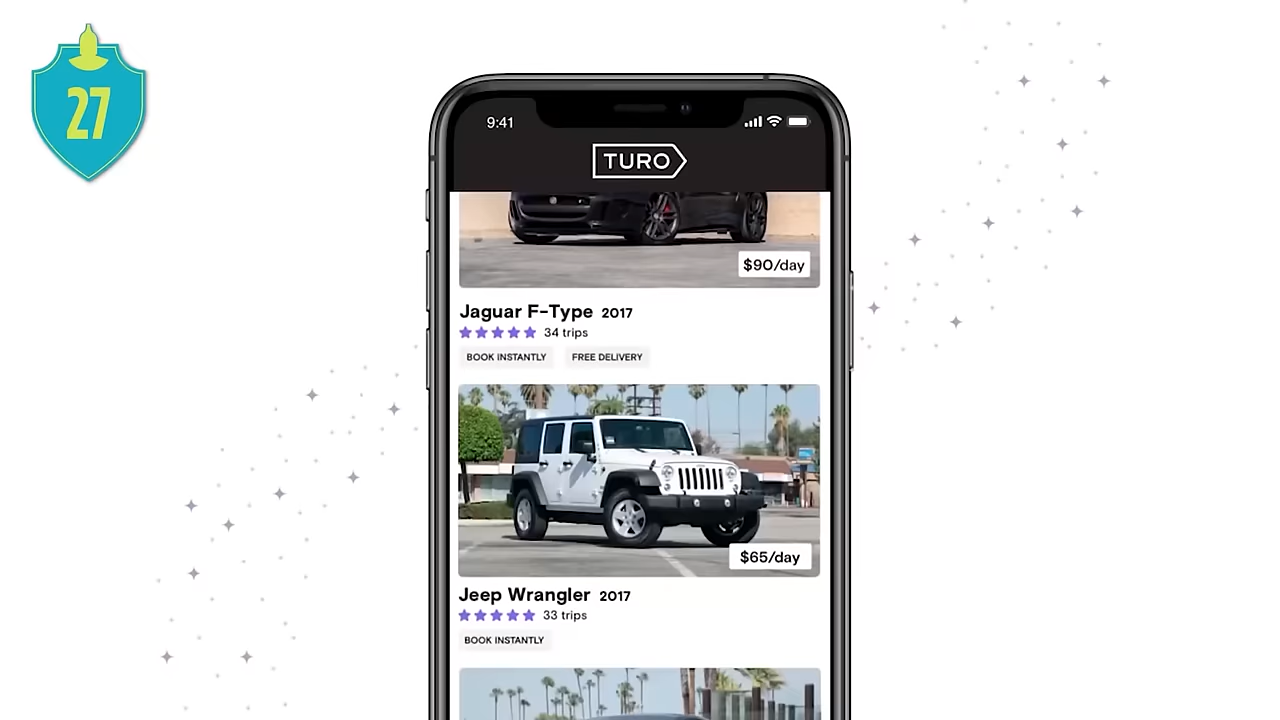 27
9:41
TURO
$90/day
Jaguar F-Type 2017
34 trips
BOOK INSTANTLY FREE DELIVERY
$65/day
Jeep Wrangler 2017
33 trips
BOOK INSTANTLY